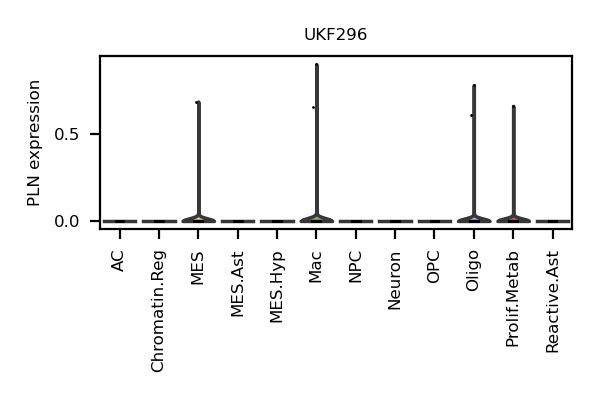 UKF296
PLN expression
0.5
0.0
AC
Chromatin.Reg
MES
MES.Ast
MES.Hyp
Mac
NPC
Neuron
OPC
Oligo
Prolif.Metab
Reactive.Ast